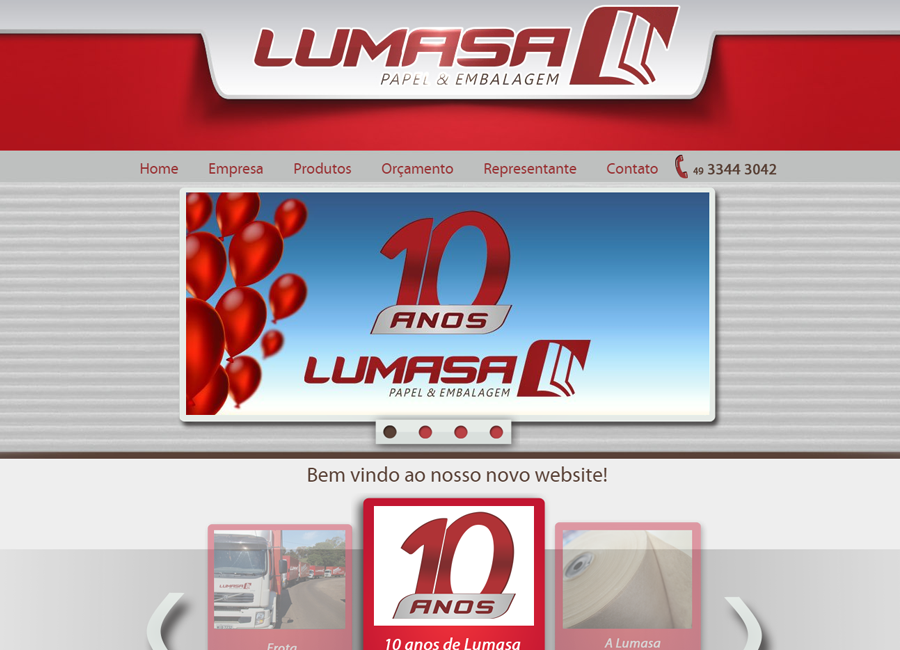 LUMASA
PAPEL & EMBALAGEM
Home Empresa Produtos Orçamento Representante Contato 49 3344 3042
10
ANOS
LUMASA
PAPEL & EMBALAGEM
Bem vindo ao nosso novo website!
LUMASA
10
ANOS
Frota
10 anos de Lumasa
A Lumasa